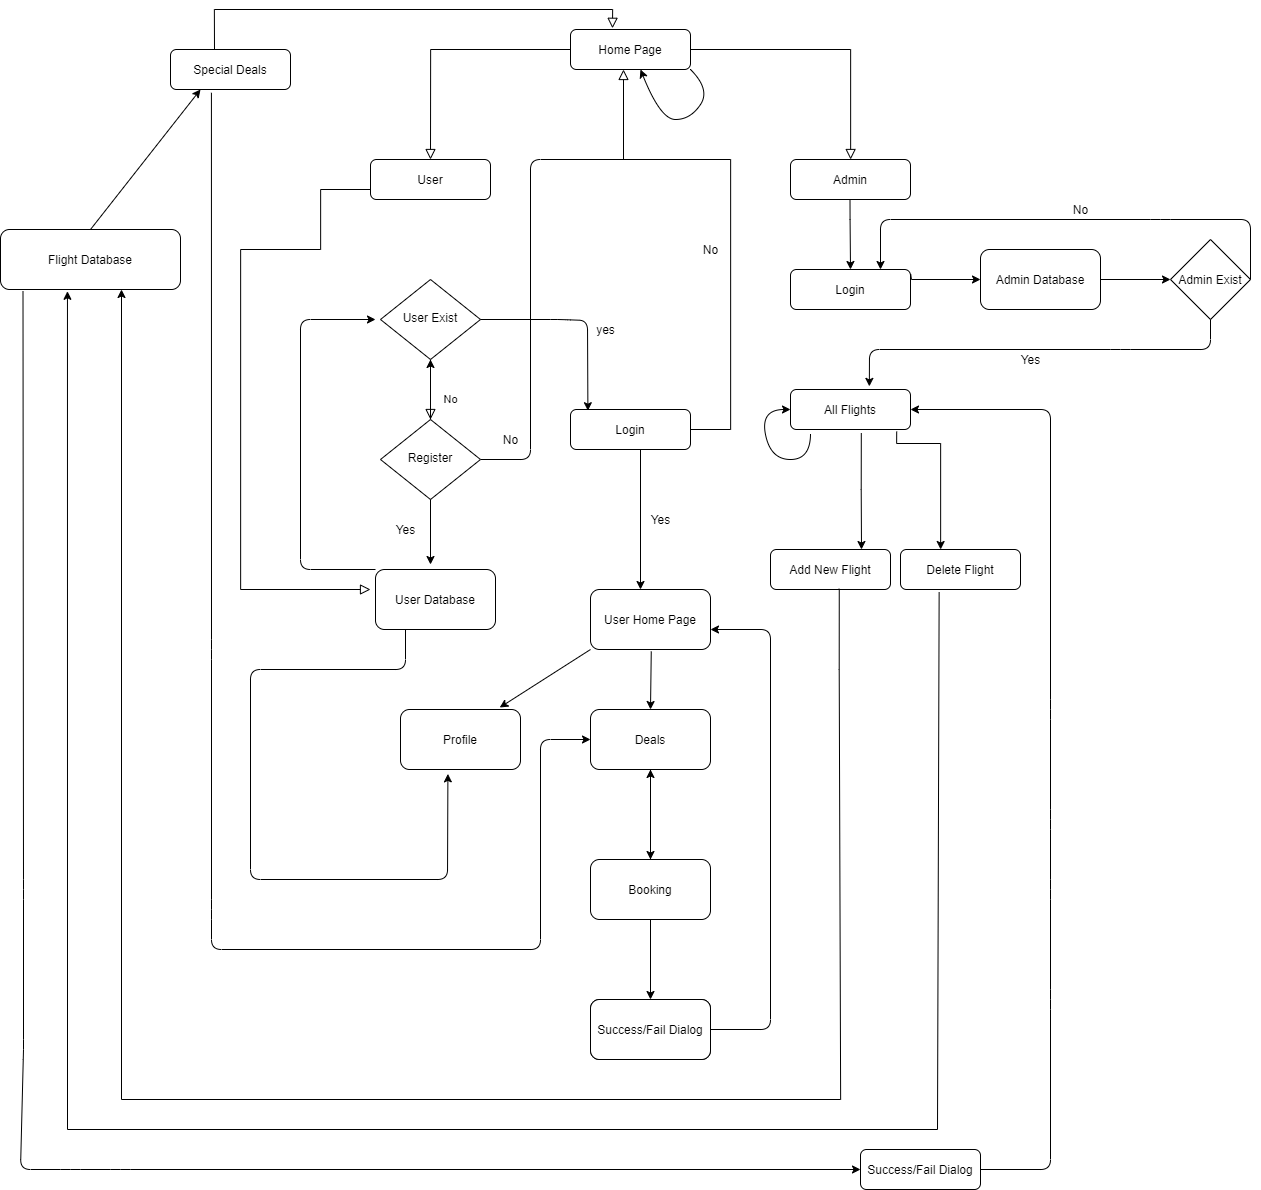 Home Page
Special Deals
User
Admin
No
Flight Database
No
Login
Admin Database
Admin Exist
User Exist
yes
Yes
No
All Flights
Login
No
Register
Yes
Yes
Add New Flight
Delete Flight
User Database
User Home Page
Profile
Deals
Booking
Success/Fail Dialog
Success/Fail Dialog